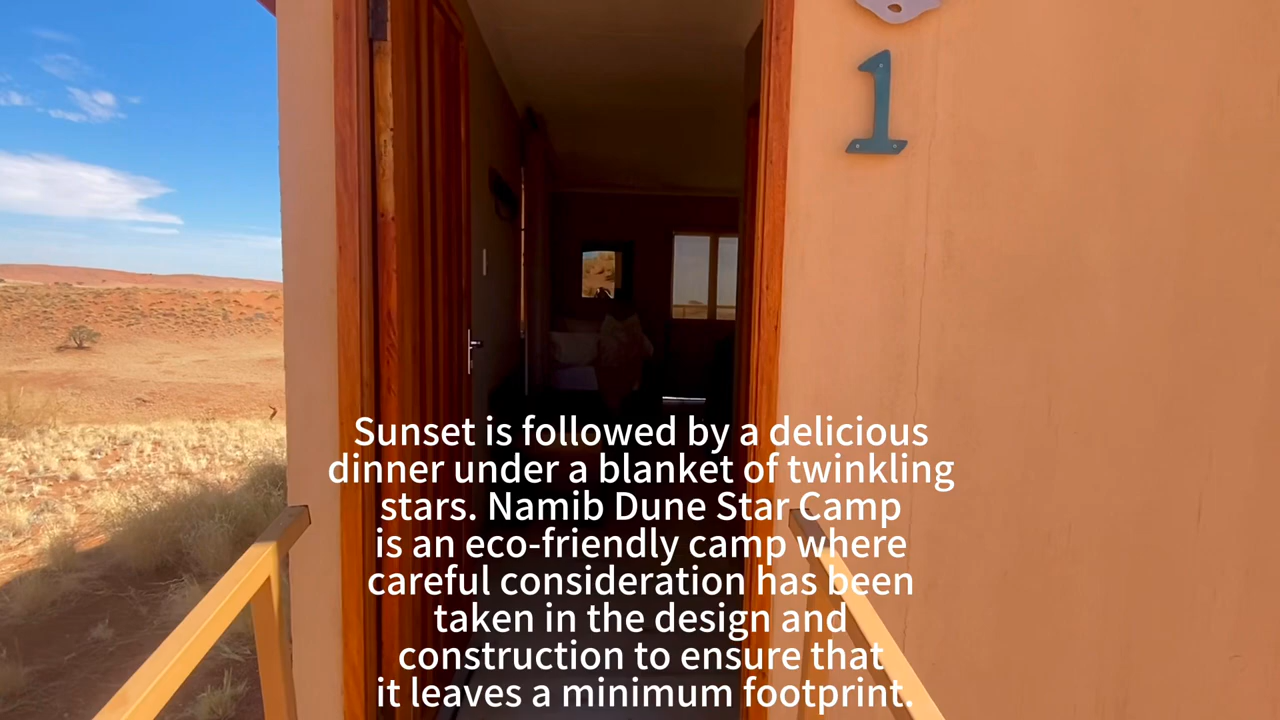 1
Sunset is followed by a delicious
dinner under a blanket of twinkling
stars. Namib Dune Star Camp
is an eco-friendly camp where
careful consideration has been
taken in the design and
construction to ensure that
it leaves a minimum footprint.